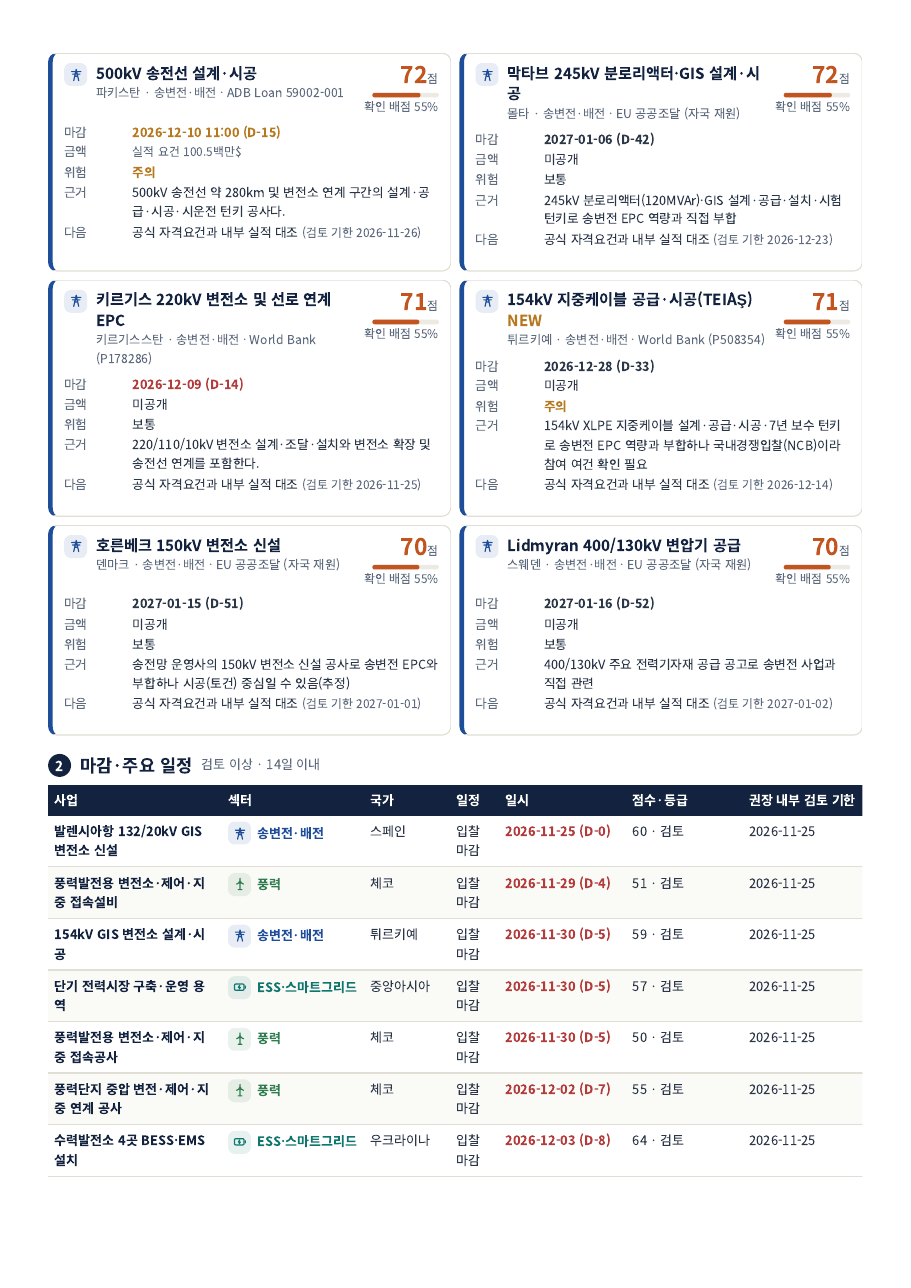 500kV 송전선 설계·시공
파키스탄 · 송변전·배전 · ADB Loan 59002-001
72점
확인 배점 55%
마감 2026-12-10 11:00 (D-15)
금액 실적 요건 100.5백만$
위험 주의
근거 500kV 송전선 약 280km 및 변전소 연계 구간의 설계·공
급·시공·시운전 턴키 공사다.
다음 공식 자격요건과 내부 실적 대조 (검토 기한 2026-11-26)
막타브 245kV 분로리액터·GIS 설계·시
공
몰타 · 송변전·배전 · EU 공공조달 (자국 재원)
72점
확인 배점 55%
마감 2027-01-06 (D-42)
금액 미공개
위험 보통
근거 245kV 분로리액터(120MVAr)·GIS 설계·공급·설치·시험
턴키로 송변전 EPC 역량과 직접 부합
다음 공식 자격요건과 내부 실적 대조 (검토 기한 2026-12-23)
키르기스 220kV 변전소 및 선로 연계
EPC
키르기스스탄 · 송변전·배전 · World Bank
(P178286)
71점
확인 배점 55%
마감 2026-12-09 (D-14)
금액 미공개
위험 보통
근거 220/110/10kV 변전소 설계·조달·설치와 변전소 확장 및
송전선 연계를 포함한다.
다음 공식 자격요건과 내부 실적 대조 (검토 기한 2026-11-25)
154kV 지중케이블 공급·시공(TEİAŞ)
NEW
튀르키예 · 송변전·배전 · World Bank (P508354)
71점
확인 배점 55%
마감 2026-12-28 (D-33)
금액 미공개
위험 주의
근거 154kV XLPE 지중케이블 설계·공급·시공·7년 보수 턴키
로 송변전 EPC 역량과 부합하나 국내경쟁입찰(NCB)이라
참여 여건 확인 필요
다음 공식 자격요건과 내부 실적 대조 (검토 기한 2026-12-14)
호른베크 150kV 변전소 신설
덴마크 · 송변전·배전 · EU 공공조달 (자국 재원)
70점
확인 배점 55%
마감 2027-01-15 (D-51)
금액 미공개
위험 보통
근거 송전망 운영사의 150kV 변전소 신설 공사로 송변전 EPC와
부합하나 시공(토건) 중심일 수 있음(추정)
다음 공식 자격요건과 내부 실적 대조 (검토 기한 2027-01-01)
Lidmyran 400/130kV 변압기 공급
스웨덴 · 송변전·배전 · EU 공공조달 (자국 재원)
70점
확인 배점 55%
마감 2027-01-16 (D-52)
금액 미공개
위험 보통
근거 400/130kV 주요 전력기자재 공급 공고로 송변전 사업과
직접 관련
다음 공식 자격요건과 내부 실적 대조 (검토 기한 2027-01-02)
2 마감·주요 일정 검토 이상 · 14일 이내
사업 섹터 국가 일정 일시 점수·등급 권장 내부 검토 기한
발렌시아항 132/20kV GIS 송변전·배전 스페인 입찰 2026-11-25 (D-0) 60 · 검토 2026-11-25
변전소 신설 마감
풍력발전용 변전소·제어·지 풍력 체코 입찰 2026-11-29 (D-4) 51 · 검토 2026-11-25
중 접속설비 마감
154kV GIS 변전소 설계·시 송변전·배전 튀르키예 입찰 2026-11-30 (D-5) 59 · 검토 2026-11-25
공 마감
단기 전력시장 구축·운영 용 ESS·스마트그리드 중앙아시아 입찰 2026-11-30 (D-5) 57 · 검토 2026-11-25
역 마감
풍력발전용 변전소·제어·지 풍력 체코 입찰 2026-11-30 (D-5) 50 · 검토 2026-11-25
중 접속공사 마감
풍력단지 중압 변전·제어·지 풍력 체코 입찰 2026-12-02 (D-7) 55 · 검토 2026-11-25
중 연계 공사 마감
수력발전소 4곳 BESS·EMS ESS·스마트그리드 우크라이나 입찰 2026-12-03 (D-8) 64 · 검토 2026-11-25
설치 마감